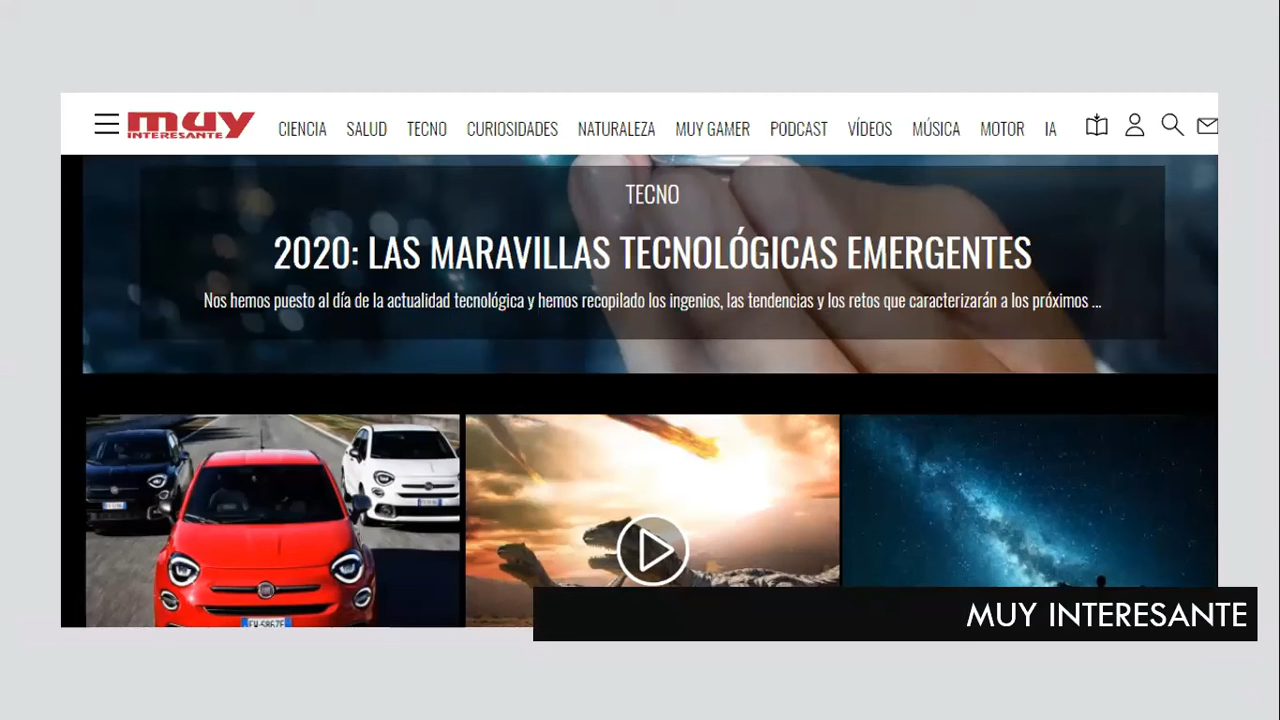 muy
INTERESANTE
CIENCIA SALUD TECNO CURIOSIDADES NATURALEZA MUY GAMER PODCAST VÍDEOS MÚSICA MOTOR IA
TECNO
2020: LAS MARAVILLAS TECNOLÓGICAS EMERGENTES
Nos hemos puesto al día de la actualidad tecnológica y hemos recopilado los ingenios, las tendencias y los retos que caracterizarán a los próximos ...
MUY INTERESANTE